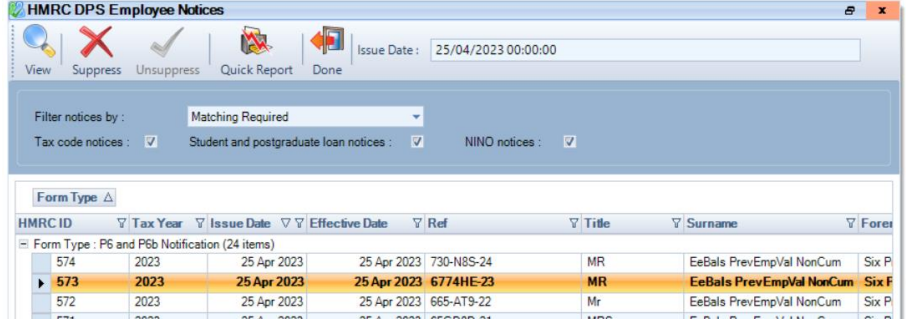 HMRC DPS Employee Notices
View Suppress Unsuppress Quick Report Done Issue Date : 25/04/2023 00:00:00
Filter notices by : Matching Required
Tax code notices : Student and postgraduate loan notices : NINO notices :
Form Type
HMRC ID Tax Year Issue Date Effective Date Ref Title Surname Forer
Form Type : P6 and P6b Notification (24 items)
574 2023 25 Apr 2023 25 Apr 2023 730-N8S-24 MR EeBals PrevEmpVal NonCum Six P
573 2023 25 Apr 2023 25 Apr 2023 6774HE-23 MR EeBals PrevEmpVal NonCum Six F
572 2023 25 Apr 2023 25 Apr 2023 665-AT9-22 Mr EeBals PrevEmpVal NonCum Six P